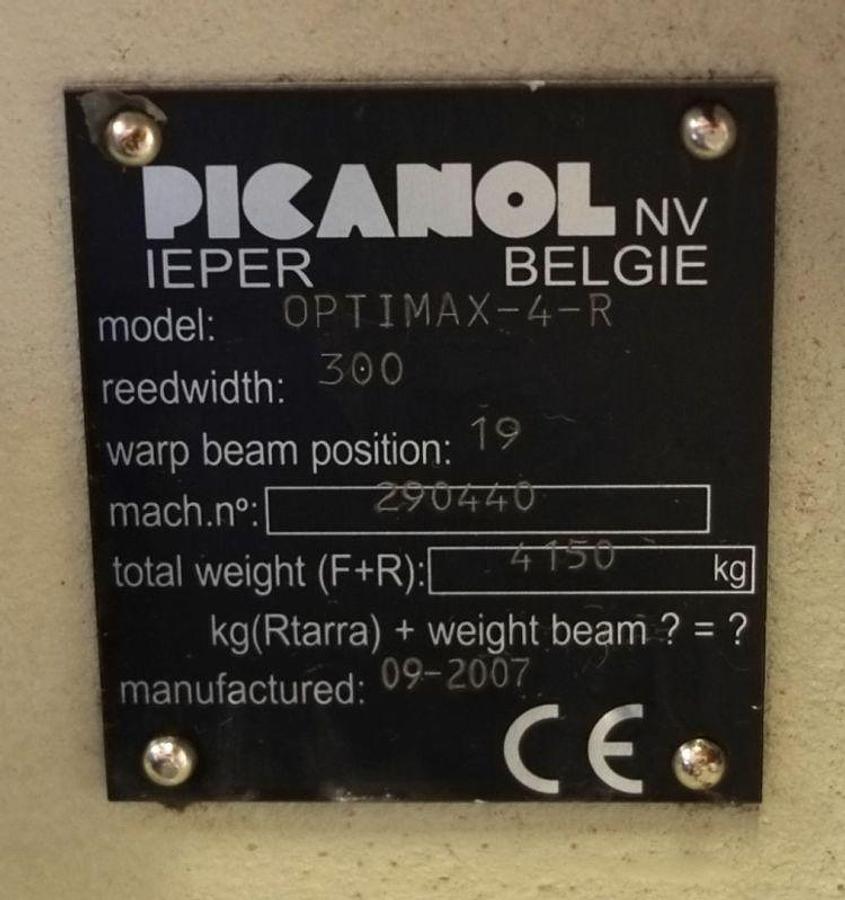 PICANOL NV
IEPER BELGIE
model: OPTIMAX-4-R
reedwidth: 300
warp beam position: 19
mach.nº: 290440
total weight (F+R): 4150 kg
kg(Rtarra) + weight beam ? = ?
manufactured: 09-2007
CE